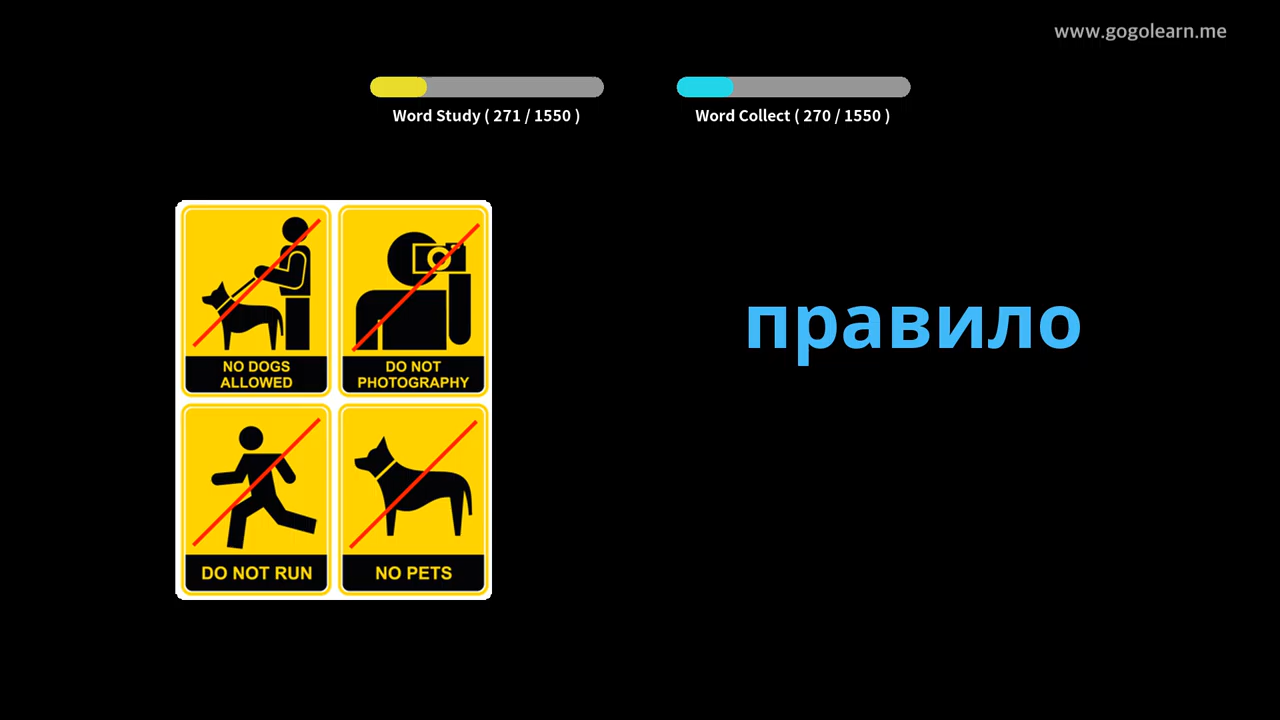 www.gogolearn.me
Word Study ( 271 / 1550 )
Word Collect ( 270 / 1550 )
NO DOGS
ALLOWED
DO NOT
PHOTOGRAPHY
правило
DO NOT RUN
NO PETS